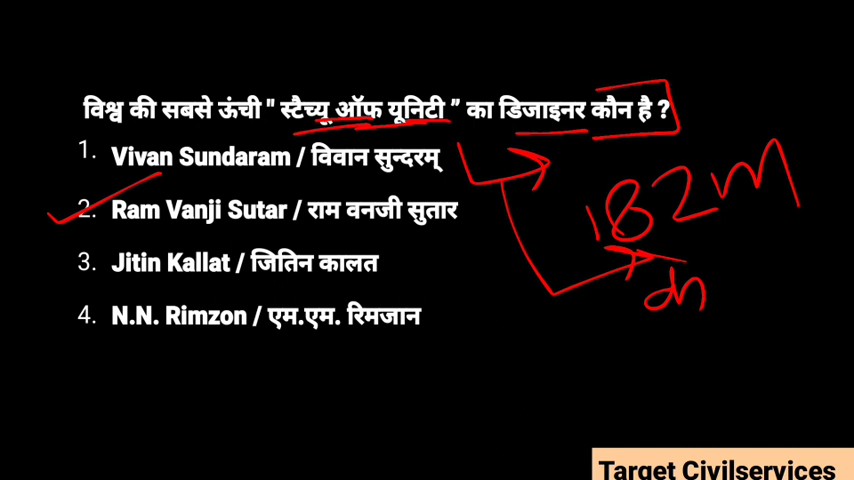 विश्व की सबसे ऊंची " स्टैच्यू ऑफ यूनिटी ” का डिजाइनर कौन है ?
1. Vivan Sundaram / विवान सुन्दरम्
2. Ram Vanji Sutar / राम वनजी सुतार
3. Jitin Kallat / जितिन कालत
4. N.N. Rimzon / एम.एम. रिमजान
182m
Target Civilservices